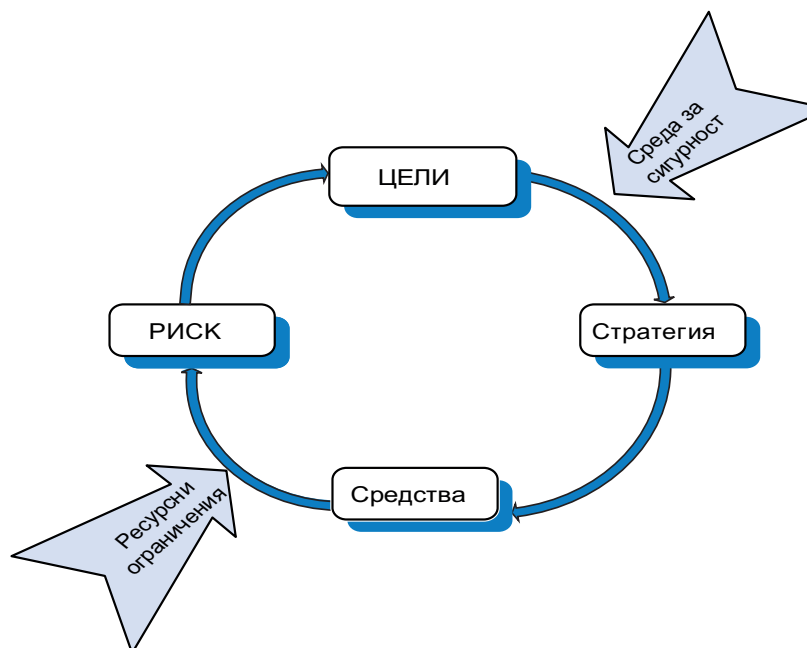 ЦЕЛИ
Среда за
сигурност
РИСК
Стратегия
Средства
Ресурсни
ограничения